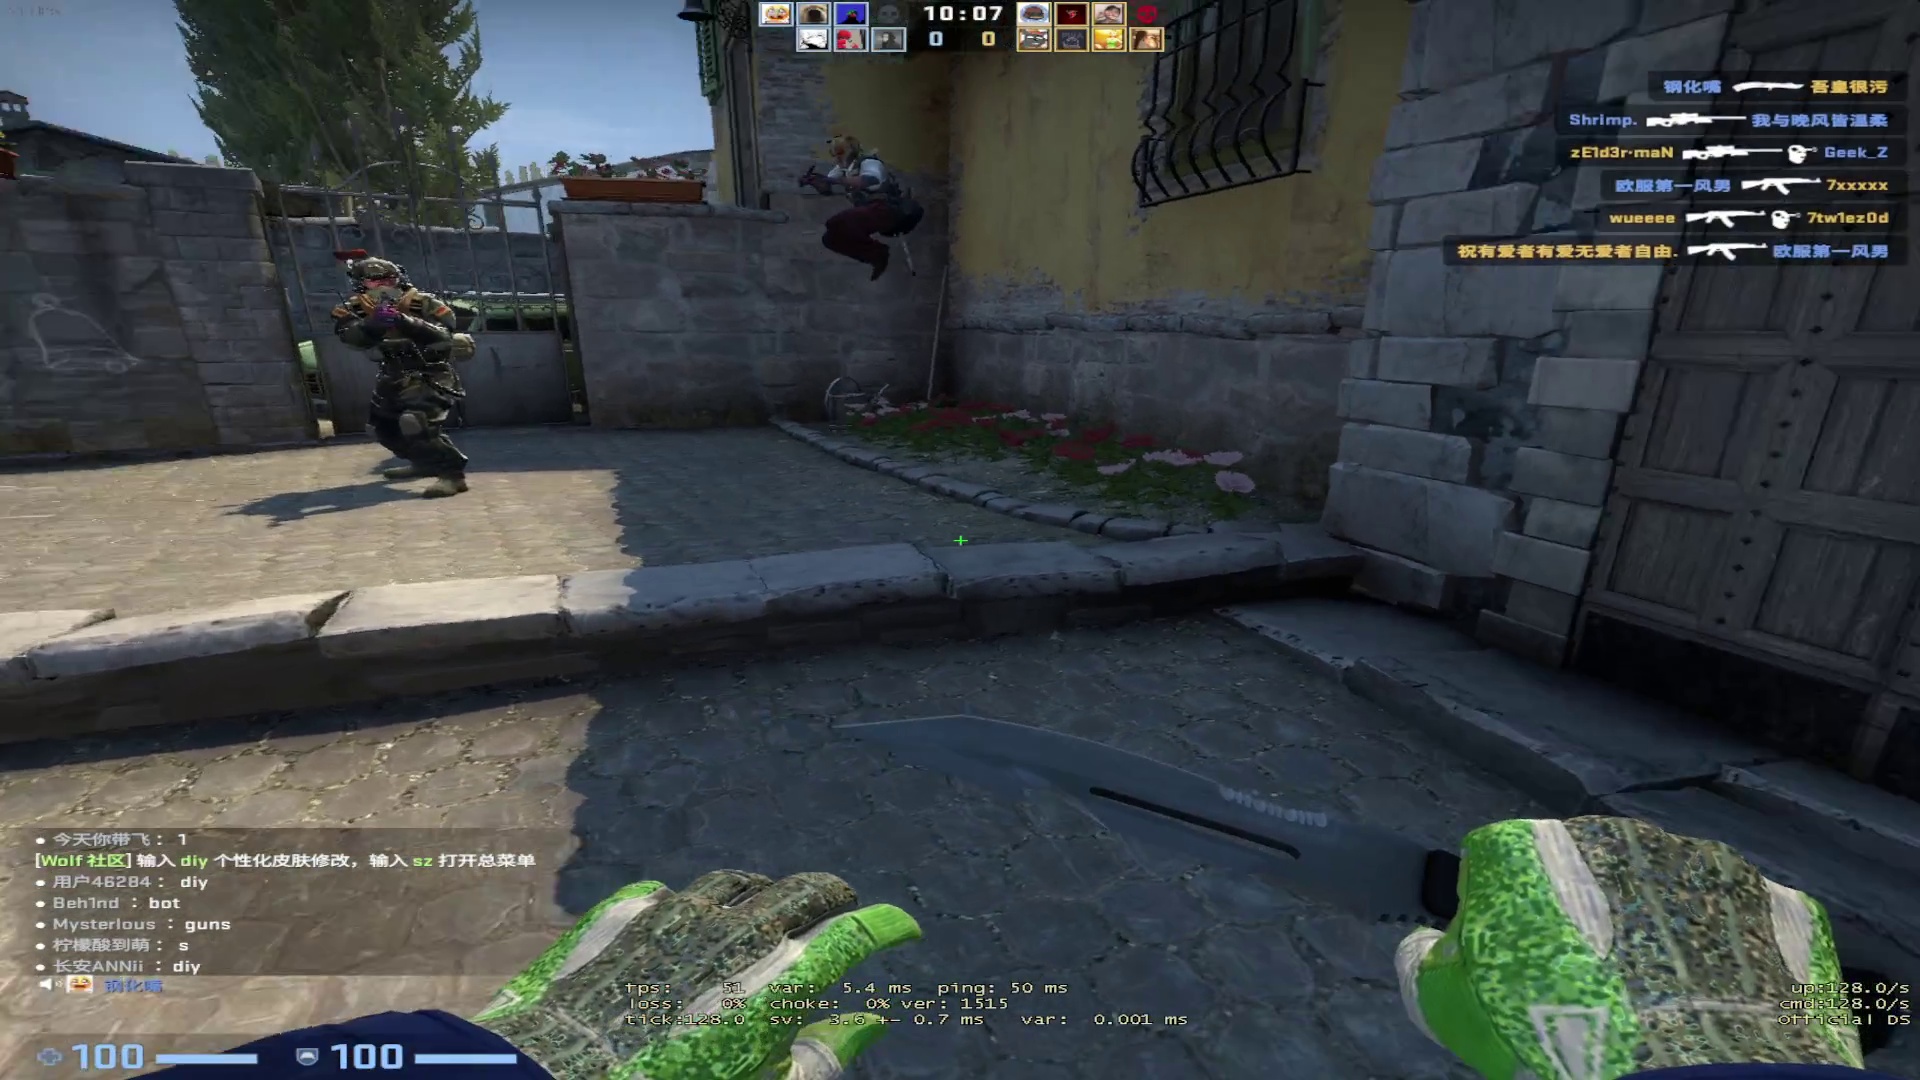 10:07
0 0
钢化嘴 吾皇很污
Shrimp. 我与晚风皆温柔
zE1d3r·maN Geek_Z
欧服第一风男 7xxxxx
wueeee 7tw1ez0d
祝有爱者有爱无爱者自由. 欧服第一风男
今天你带飞： 1
[Wolf 社区] 输入 diy 个性化皮肤修改，输入 sz 打开总菜单
用户46284： diy
Beh1nd ： bot
Mysterlous ： guns
柠檬酸到萌： s
长安ANNii ： diy
钢化嘴
fps: 51 var: 5.4 ms ping: 50 ms
loss: 0% choke: 0% ver: 1515
tick:128.0 sv: 3.6 +- 0.7 ms var: 0.001 ms
up:128.0/s
cmd:128.0/s
Official DS
100 100